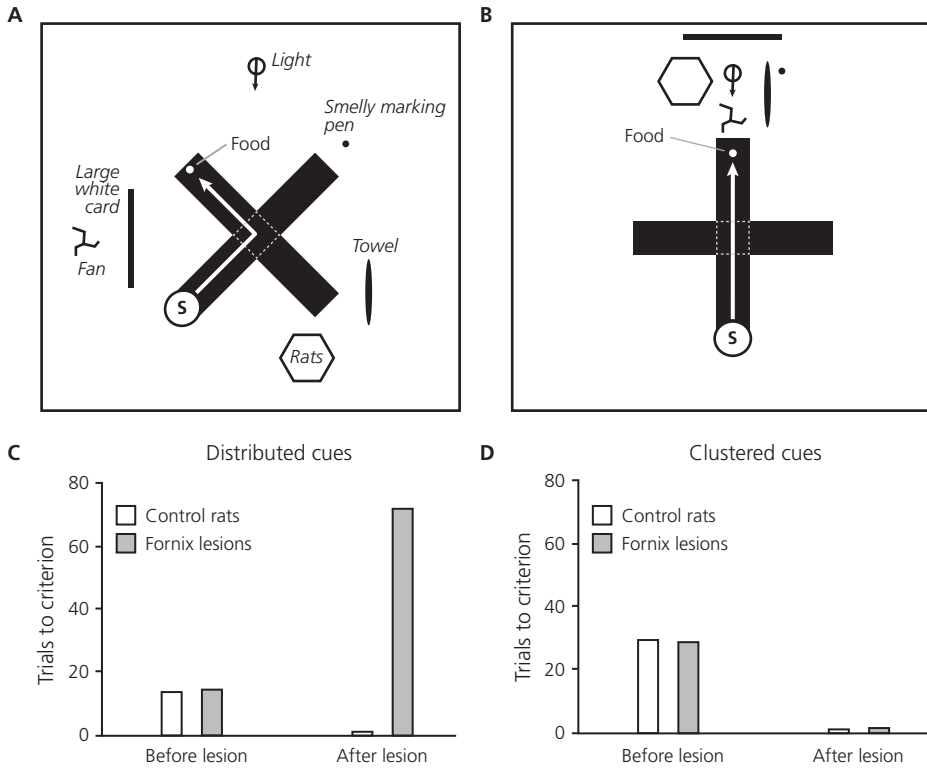 A
Light
Smelly marking
pen
Food
Large
white
card
Fan
Towel
S
Rats
B
Food
S
C
Distributed cues
Trials to criterion
80
60
40
20
0
Control rats
Fornix lesions
Before lesion
After lesion
D
Clustered cues
Trials to criterion
80
60
40
20
0
Control rats
Fornix lesions
Before lesion
After lesion